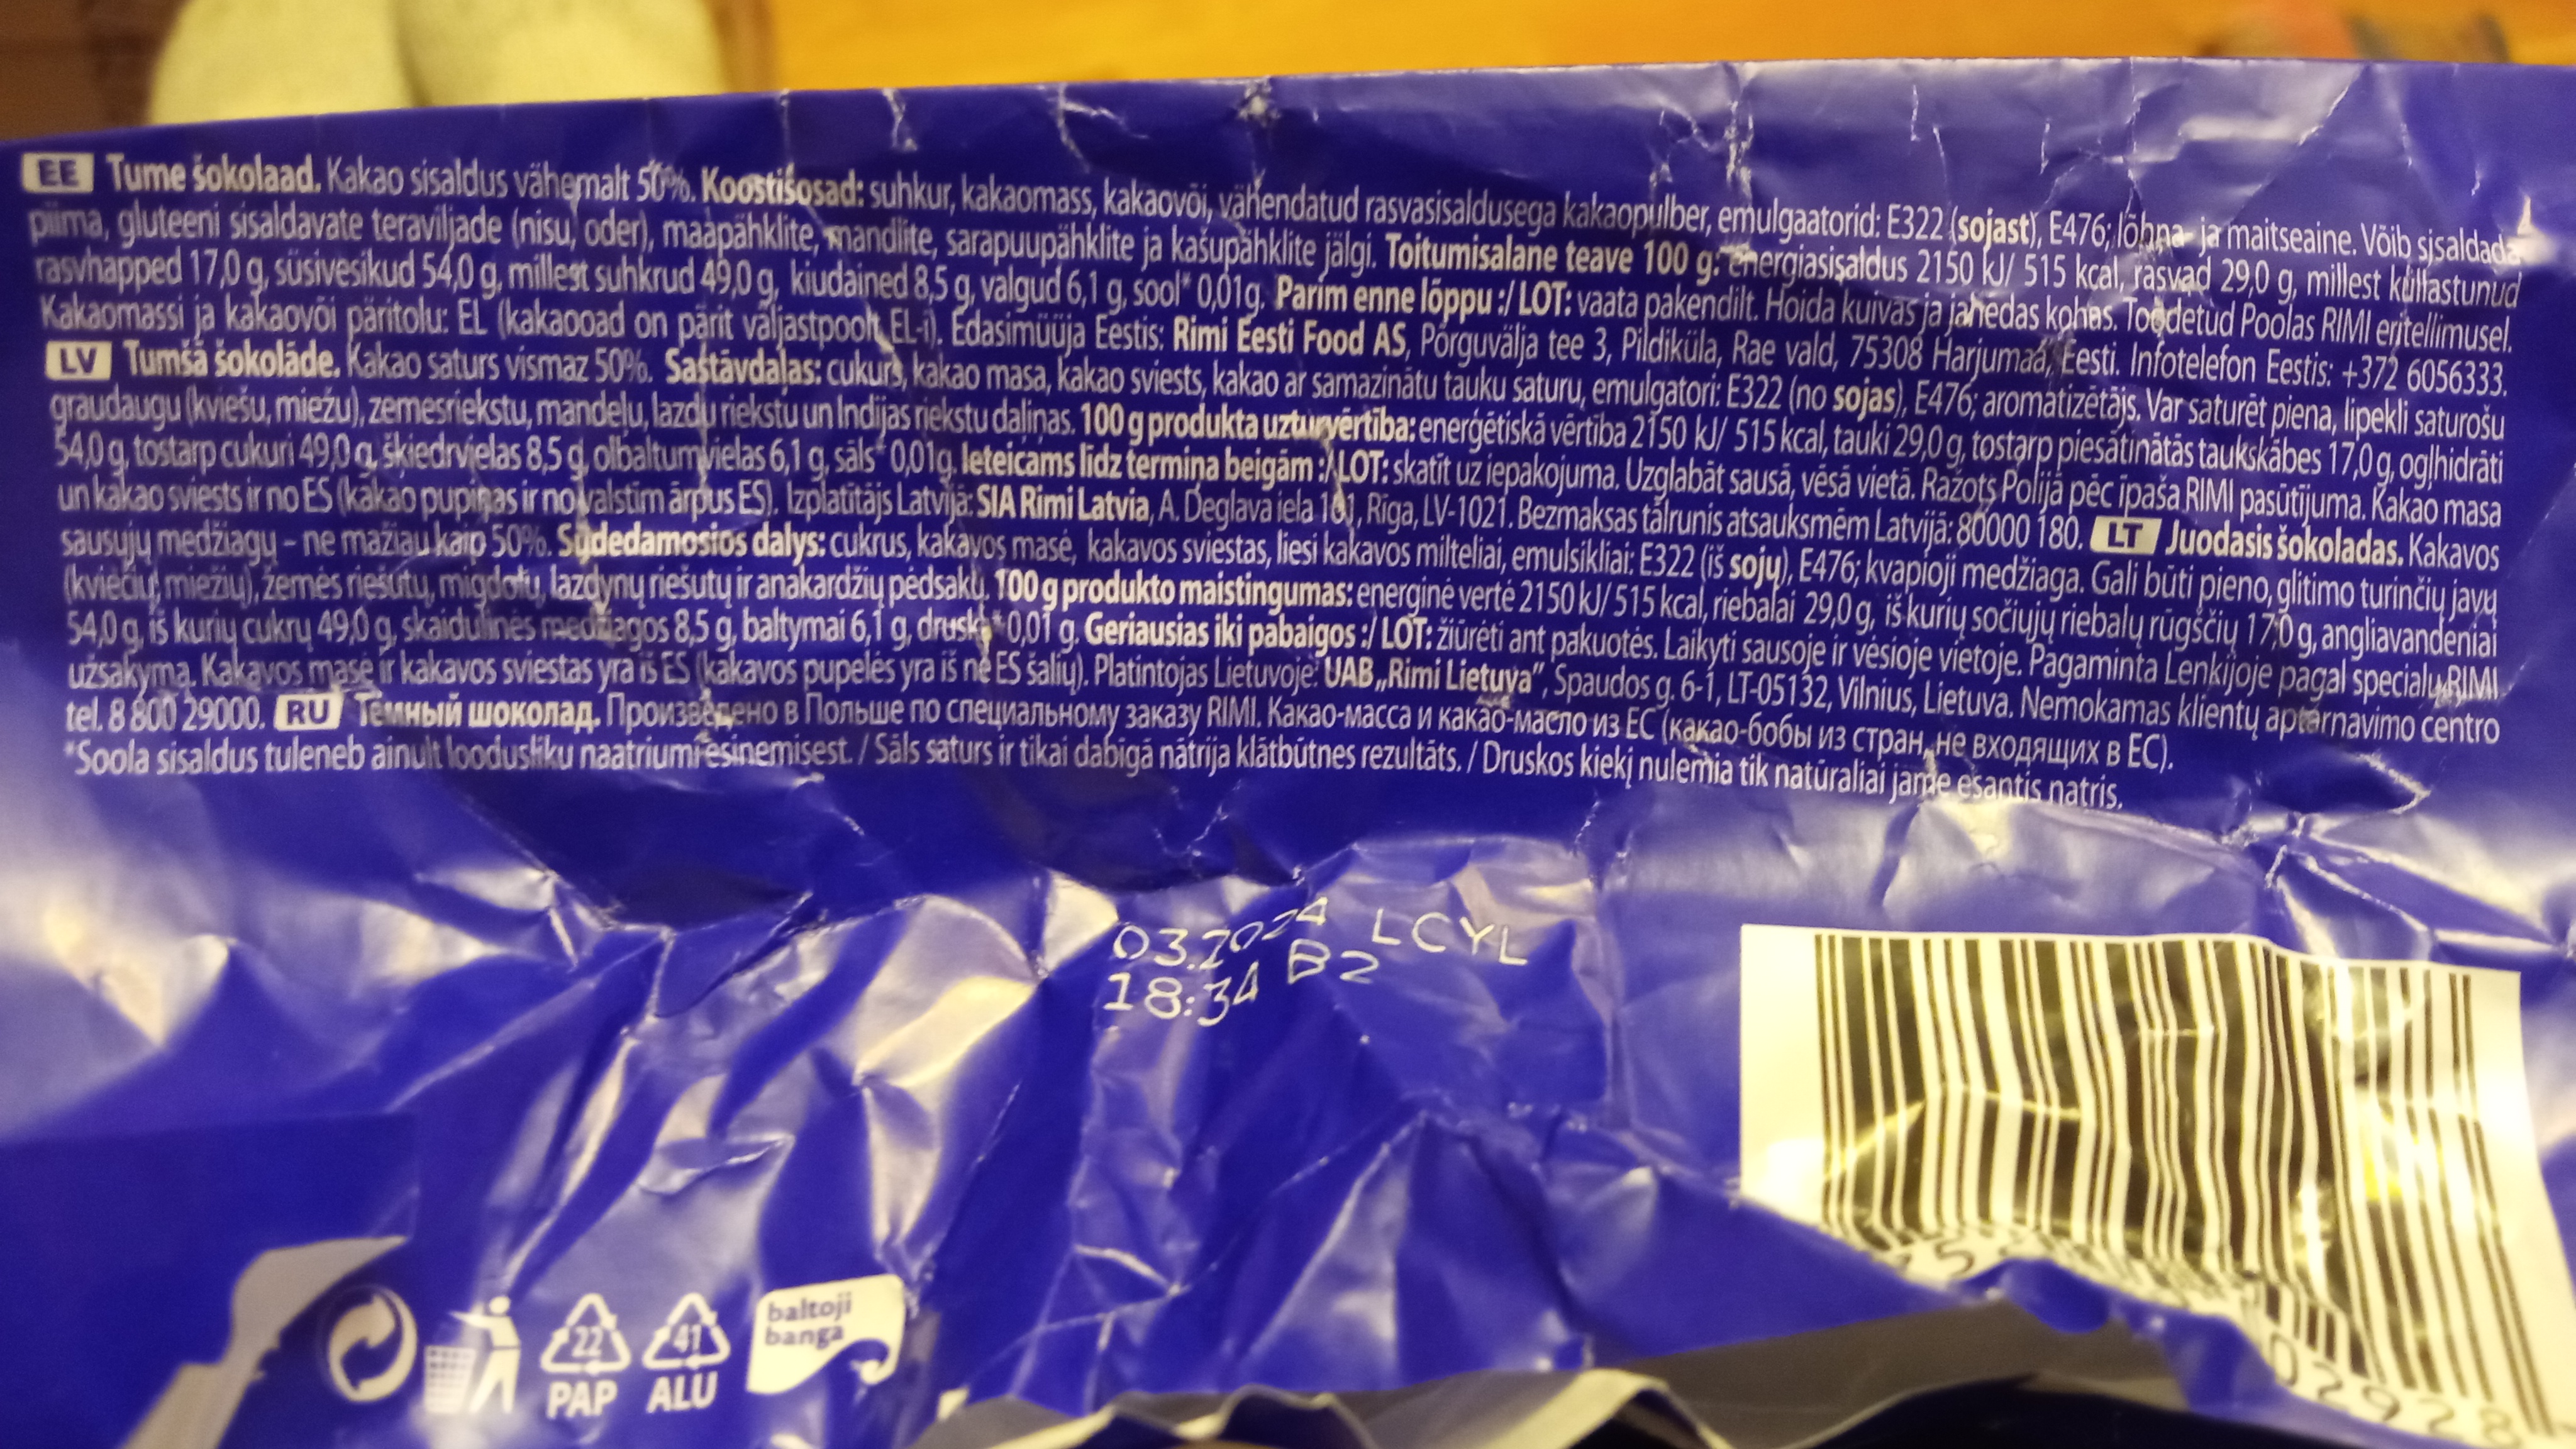 EE Tume šokolaad. Kakao sisaldus vähemalt 50%. Koostisosad: suhkur, kakaomass, kakaovõi, vähendatud rasvasisaldusega kakaopulber, emulgaatorid: E322 (sojast), E476; lõhna- ja maitseaine. Võib sisaldada
piima, gluteeni sisaldavate teraviljade (nisu, oder), maapähklite, mandlite, sarapuupähklite ja kašupähklite jälgi. Toitumisalane teave 100 g: energiasisaldus 2150 kJ/ 515 kcal, rasvad 29,0 g, millest küllastunud
rasvhapped 17,0 g, süsivesikud 54,0 g, millest suhkrud 49,0 g, kiudained 8,5 g, valgud 6,1 g, sool* 0,01g. Parim enne lõppu :/ LOT: vaata pakendilt. Hoida kuivas ja jahedas kohas. Toodetud Poolas RIMI eritellimusel.
Kakaomassi ja kakaovõi päritolu: EL (kakaooad on pärit väljastpoolt EL-i). Edasimüüja Eestis: Rimi Eesti Food AS, Põrguvälja tee 3, Pildiküla, Rae vald, 75308 Harjumaa, Eesti. Infotelefon Eestis: +372 6056333.
LV Tumšā šokolāde. Kakao saturs vismaz 50%. Sastāvdaļas: cukurs, kakao masa, kakao sviests, kakao ar samazinātu tauku saturu, emulgatori: E322 (no sojas), E476; aromatizētājs. Var saturēt piena, lipekli saturošu
graudaugu (kviešu, miežu), zemesriekstu, mandeļu, lazdu riekstu un Indijas riekstu daļiņas. 100 g produkta uzturvērtība: enerģētiskā vērtība 2150 kJ/ 515 kcal, tauki 29,0 g, tostarp piesātinātās taukskābes 17,0 g, ogļhidrāti
54,0 g, tostarp cukuri 49,0 g, šķiedrvielas 8,5 g, olbaltumvielas 6,1 g, sāls* 0,01g. Ieteicams līdz termiņa beigām :/ LOT: skatīt uz iepakojuma. Uzglabāt sausā, vēsā vietā. Ražots Polijā pēc īpaša RIMI pasūtījuma. Kakao masa
un kakao sviests ir no ES (kakao pupiņas ir no valstīm ārpus ES). Izplatītājs Latvijā: SIA Rimi Latvia, A. Deglava iela 161, Rīga, LV-1021. Bezmaksas tālrunis atsauksmēm Latvijā: 80000 180. LT Juodasis šokoladas. Kakavos
sausųjų medžiagų – ne mažiau kaip 50%. Sudedamosios dalys: cukrus, kakavos masė, kakavos sviestas, liesi kakavos milteliai, emulsikliai: E322 (iš sojų), E476; kvapioji medžiaga. Gali būti pieno, glitimo turinčių javų
(kviečių, miežių), žemės riešutų, migdolų, lazdynų riešutų ir anakardžių pėdsakų. 100 g produkto maistingumas: energinė vertė 2150 kJ/ 515 kcal, riebalai 29,0 g, iš kurių sočiųjų riebalų rūgščių 17,0 g, angliavandeniai
54,0 g, iš kurių cukrų 49,0 g, skaidulinės medžiagos 8,5 g, baltymai 6,1 g, druska* 0,01 g. Geriausias iki pabaigos :/ LOT: žiūrėti ant pakuotės. Laikyti sausoje ir vėsioje vietoje. Pagaminta Lenkijoje pagal specialų RIMI
užsakymą. Kakavos masė ir kakavos sviestas yra iš ES (kakavos pupelės yra iš ne ES šalių). Platintojas Lietuvoje: UAB „Rimi Lietuva", Spaudos g. 6-1, LT-05132, Vilnius, Lietuva. Nemokamas klientų aptarnavimo centro
tel. 8 800 29000. RU Тёмный шоколад. Произведено в Польше по специальному заказу RIMI. Какао-масса и какао-масло из ЕС (какао-бобы из стран, не входящих в ЕС).
*Soola sisaldus tuleneb ainult loodusliku naatriumi esinemisest. / Sāls saturs ir tikai dabīgā nātrija klātbūtnes rezultāts. / Druskos kiekį nulemia tik natūraliai jame esantis natris.
03.2024 LCYL
18:34 B2
22 PAP
41 ALU
baltoji
banga